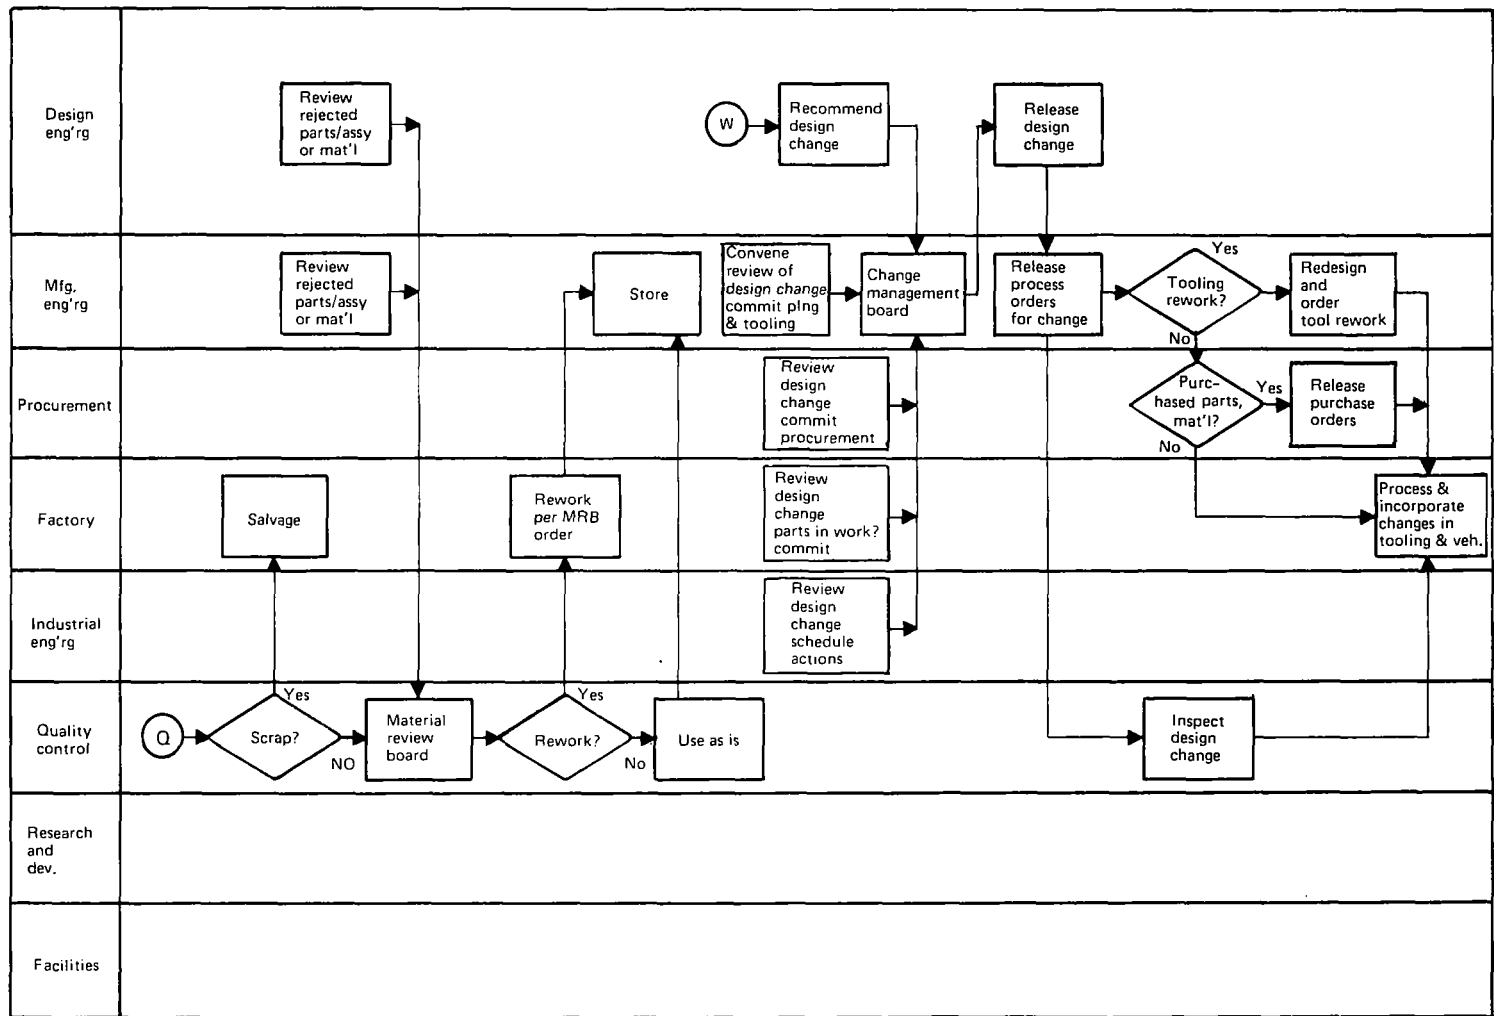 Design
eng'rg
Review
rejected
parts/assy
or mat'l
W
Recommend
design
change
Release
design
change
Mfg.
eng'rg
Review
rejected
parts/assy
or mat'l
Store
Convene
review of
design change
commit plng
& tooling
Change
management
board
Release
process
orders
for change
Yes
Tooling
rework?
No
Redesign
and
order
tool rework
Procurement
Review
design
change
commit
procurement
Purc-
hased parts,
mat'l?
Yes
No
Release
purchase
orders
Factory
Salvage
Rework
per MRB
order
Review
design
change
parts in work?
commit
Process &
incorporate
changes in
tooling & veh.
Industrial
eng'rg
Review
design
change
schedule
actions
Quality
control
Q
Yes
Scrap?
NO
Material
review
board
Yes
Rework?
No
Use as is
Inspect
design
change
Research
and
dev.
Facilities